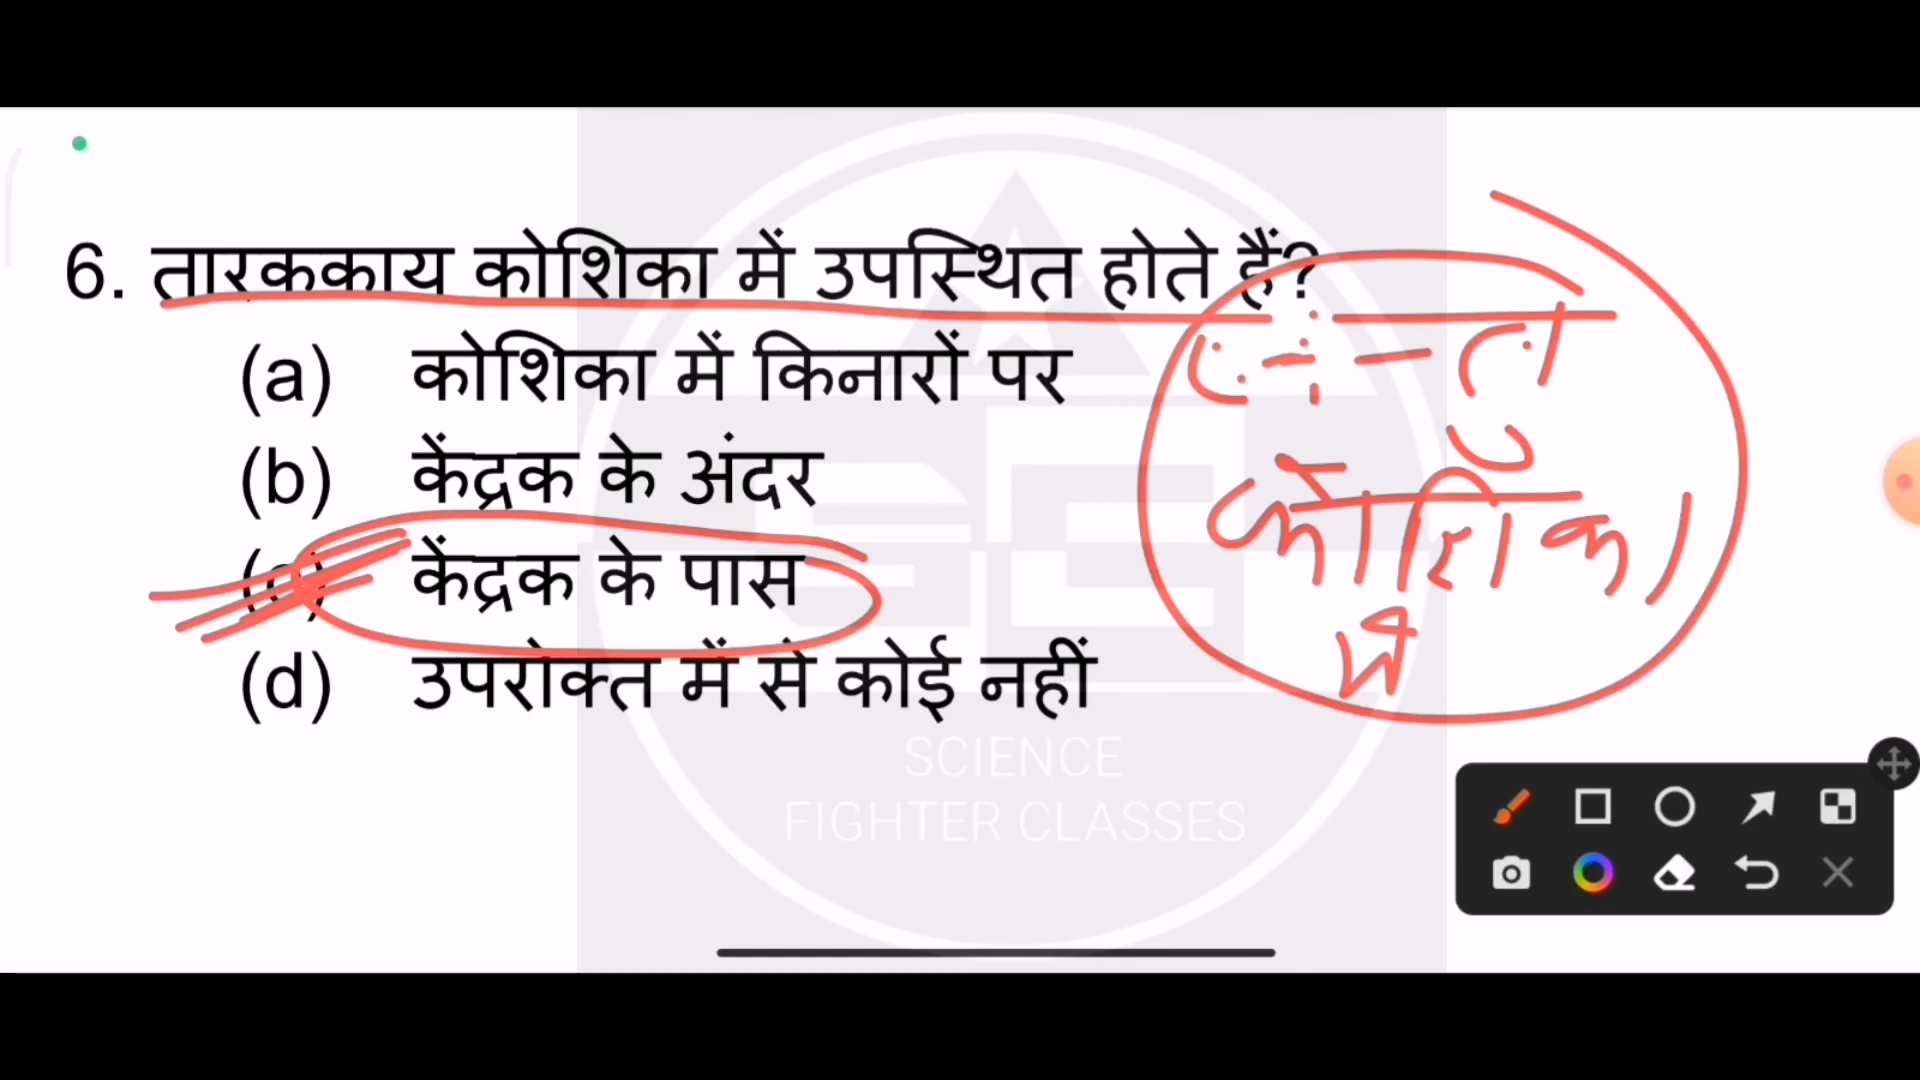 6. तारककाय कोशिका में उपस्थित होते हैं?
(a) कोशिका में किनारों पर
(b) केंद्रक के अंदर
(c) केंद्रक के पास
(d) उपरोक्त में से कोई नहीं
कोशिका
में
SCIENCE
FIGHTER CLASSES